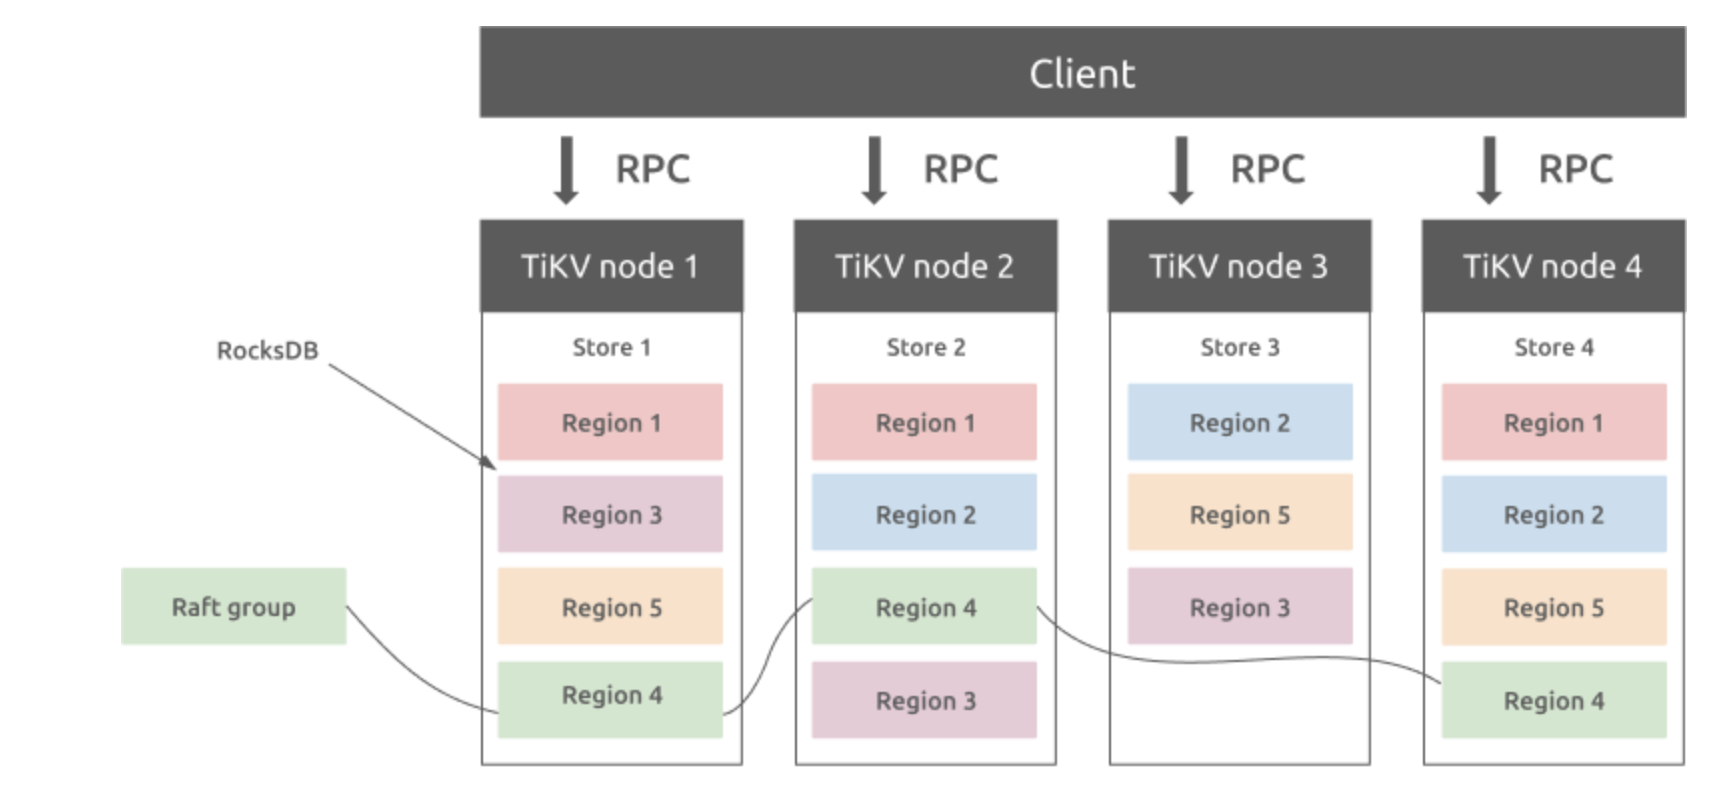 Client
RPC
RPC
RPC
RPC
TiKV node 1
TiKV node 2
TiKV node 3
TiKV node 4
RocksDB
Store 1
Store 2
Store 3
Store 4
Region 1
Region 1
Region 2
Region 1
Region 3
Region 2
Region 5
Region 2
Raft group
Region 5
Region 4
Region 3
Region 5
Region 4
Region 3
Region 4